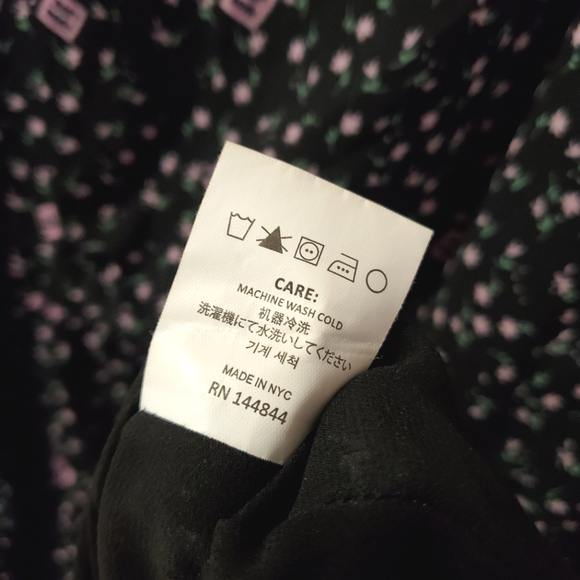 CARE:
MACHINE WASH COLD
机器冷洗
洗濯機にて水洗いしてください
기계 세척
MADE IN NYC
RN 144844